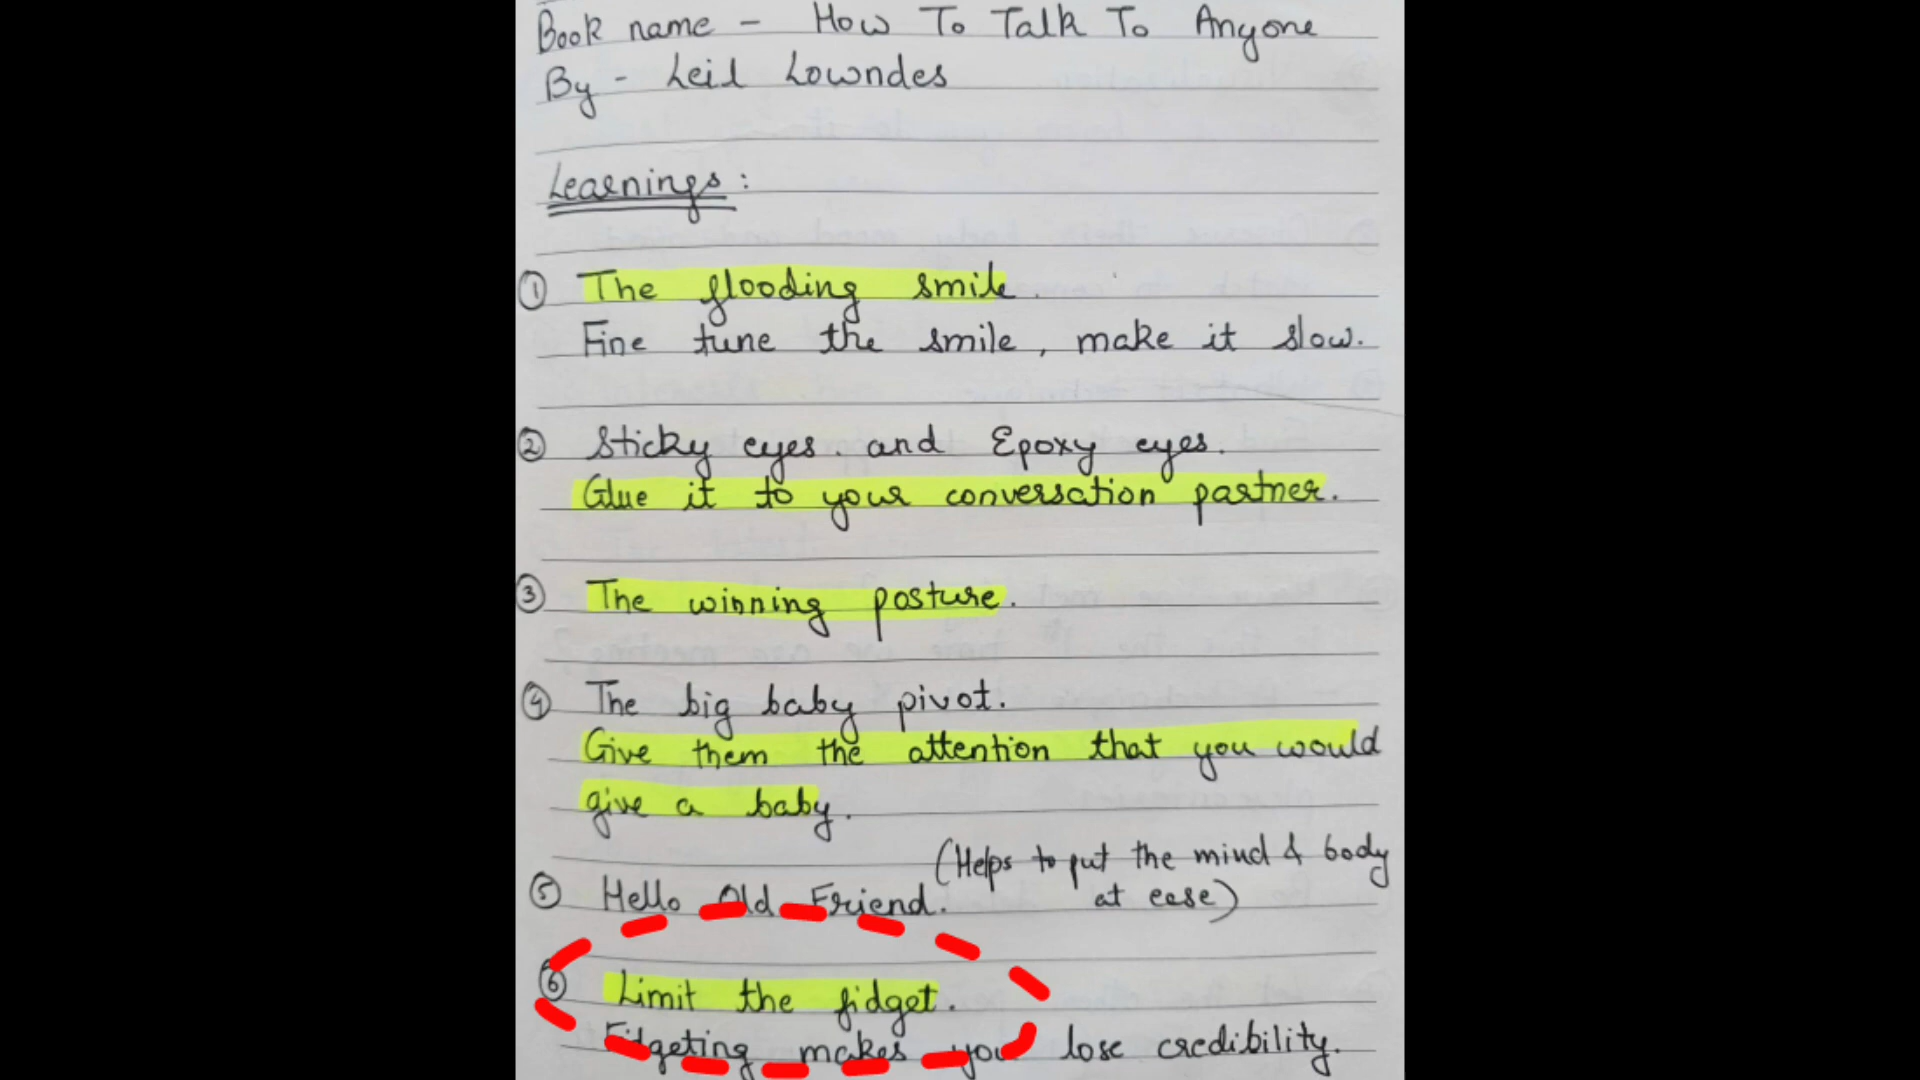 Book name - How To Talk To Anyone
By - Leil Lowndes
Learnings :
① The flooding smile.
Fine tune the smile, make it slow.
② Sticky eyes. and Epoxy eyes.
Glue it to your conversation partner.
③ The winning posture.
④ The big baby pivot.
Give them the attention that you would
give a baby.
(Helps to put the mind & body
at ease)
⑤ Hello Old Friend.
⑥ Limit the fidget.
Fidgeting makes you lose credibility.